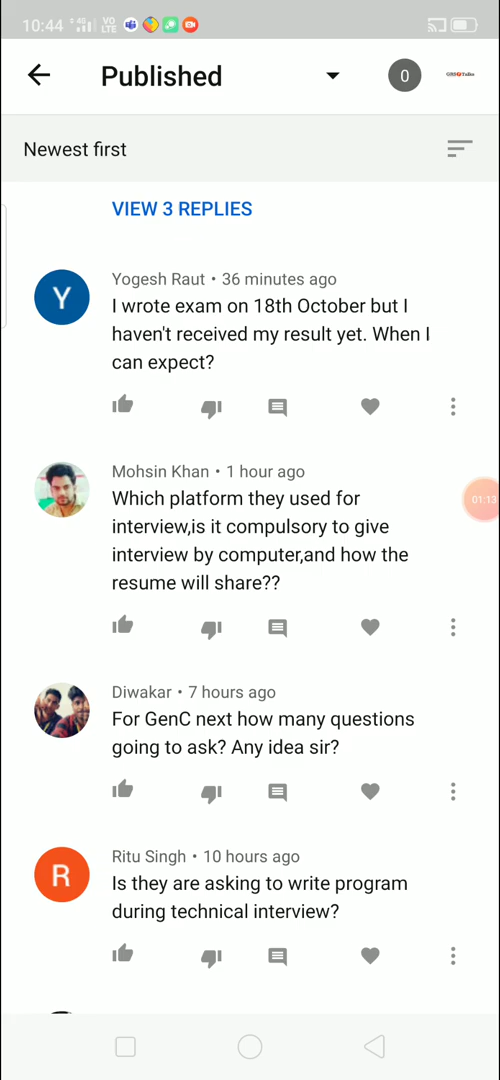 10:44
4G
VO
LTE
Published
0
Newest first
VIEW 3 REPLIES
Y
Yogesh Raut • 36 minutes ago
I wrote exam on 18th October but I
haven't received my result yet. When I
can expect?
Mohsin Khan • 1 hour ago
01:13
Which platform they used for
interview,is it compulsory to give
interview by computer,and how the
resume will share??
Diwakar • 7 hours ago
For GenC next how many questions
going to ask? Any idea sir?
R
Ritu Singh • 10 hours ago
Is they are asking to write program
during technical interview?